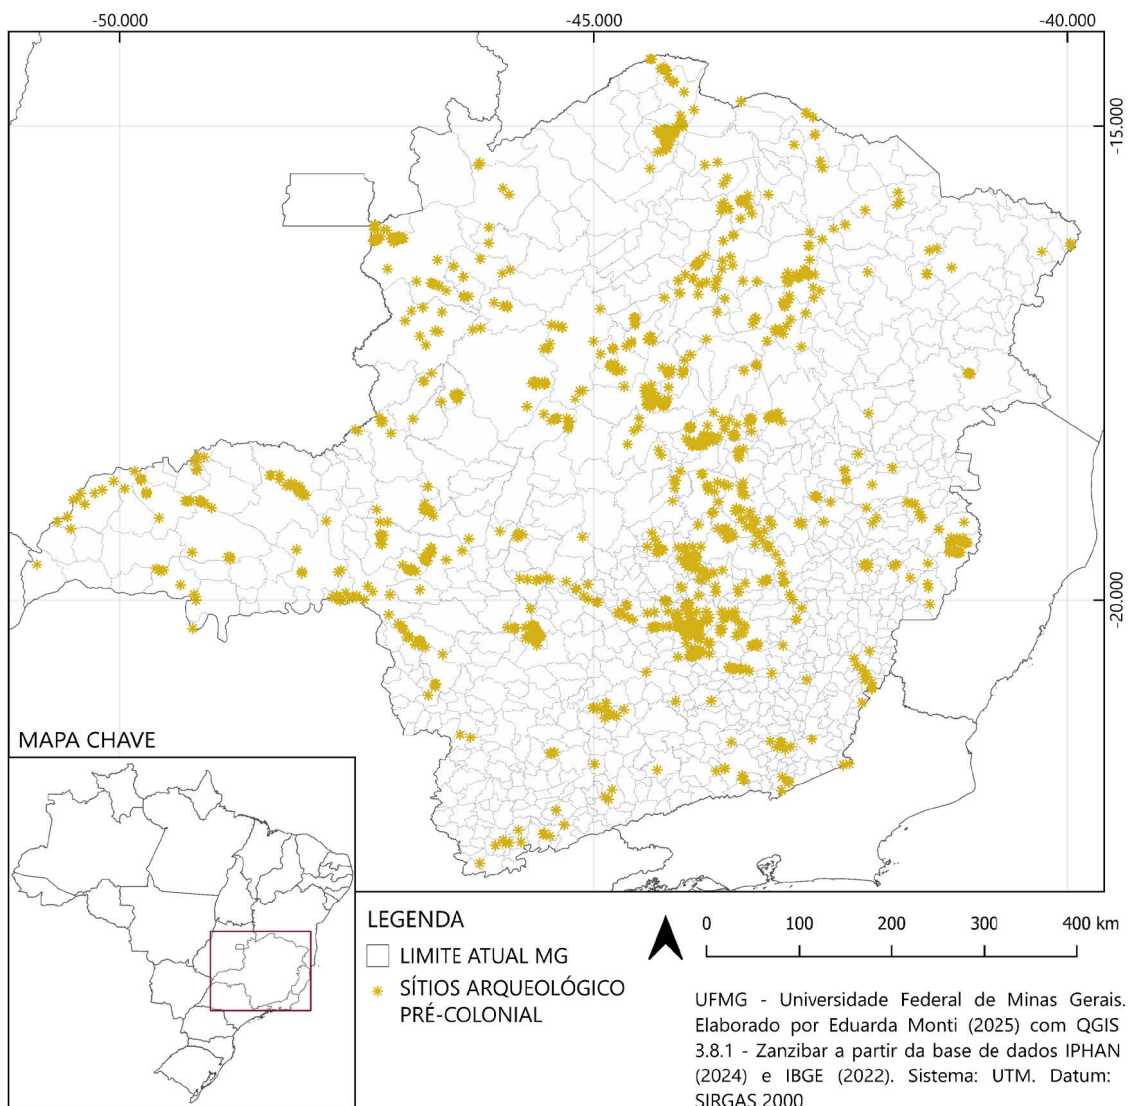 -50.000
-45.000
-40.000
-15.000
-20.000
MAPA CHAVE
LEGENDA
LIMITE ATUAL MG
SÍTIOS ARQUEOLÓGICO
PRÉ-COLONIAL
0 100 200 300 400 km
UFMG - Universidade Federal de Minas Gerais.
Elaborado por Eduarda Monti (2025) com QGIS
3.8.1 - Zanzibar a partir da base de dados IPHAN
(2024) e IBGE (2022). Sistema: UTM. Datum:
SIRGAS 2000